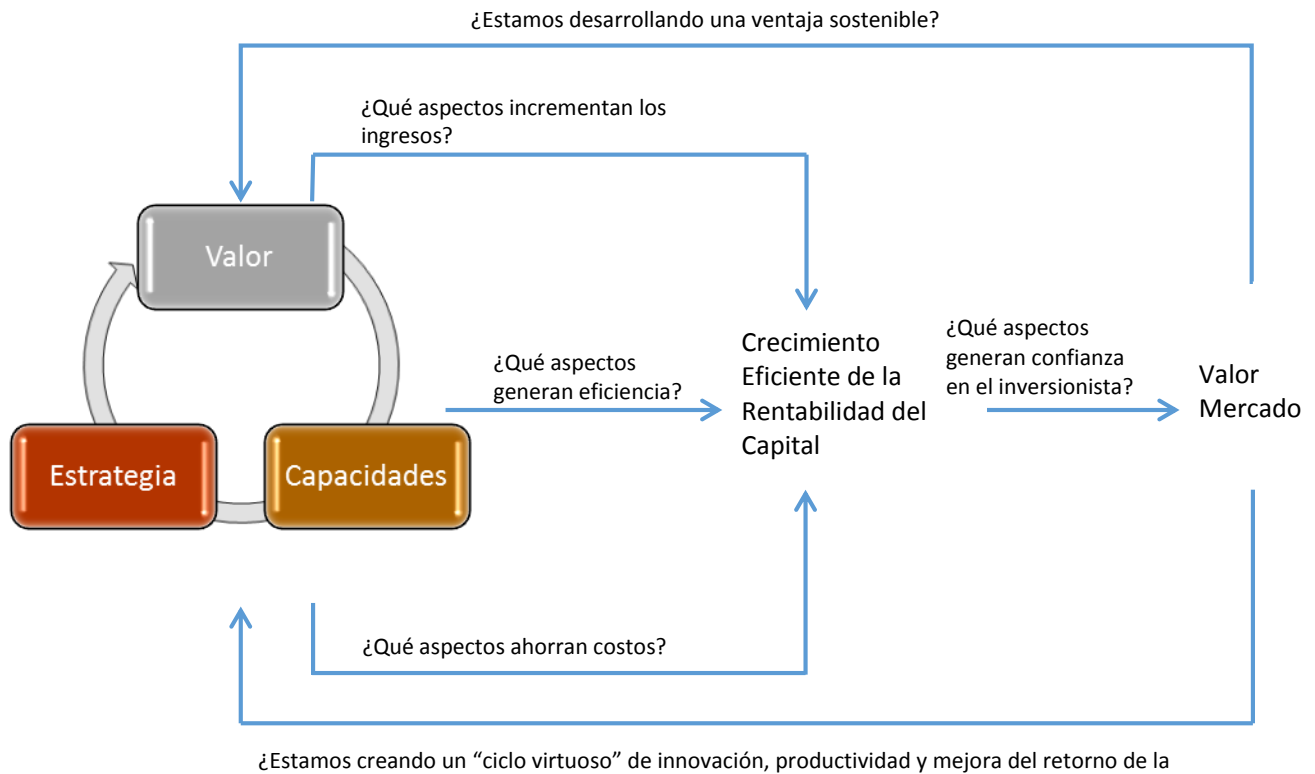 ¿Estamos desarrollando una ventaja sostenible?
¿Qué aspectos incrementan los
ingresos?
Valor
¿Qué aspectos
generan eficiencia?
Crecimiento
Eficiente de la
Rentabilidad del
Capital
¿Qué aspectos
generan confianza
en el inversionista?
Valor
Mercado
Estrategia
Capacidades
¿Qué aspectos ahorran costos?
¿Estamos creando un “ciclo virtuoso” de innovación, productividad y mejora del retorno de la